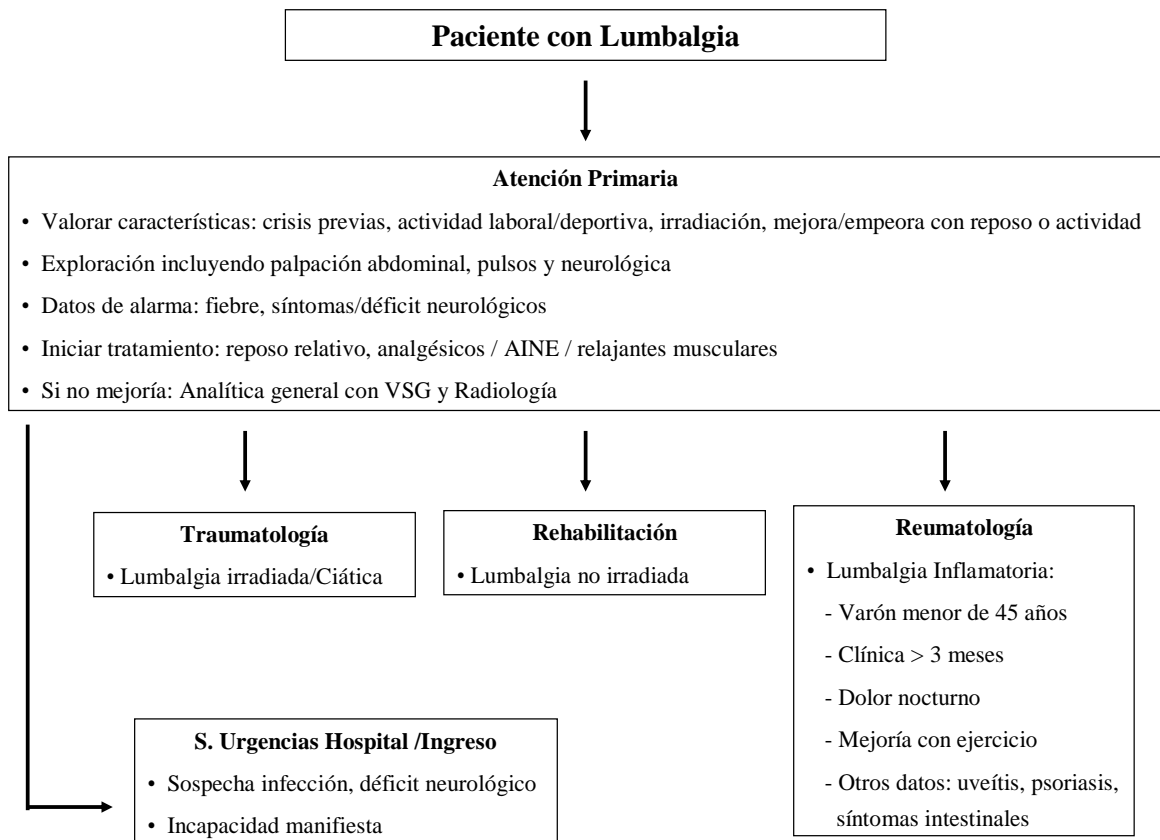 Paciente con Lumbalgia
Atención Primaria
• Valorar características: crisis previas, actividad laboral/deportiva, irradiación, mejora/empeora con reposo o actividad
• Exploración incluyendo palpación abdominal, pulsos y neurológica
• Datos de alarma: fiebre, síntomas/déficit neurológicos
• Iniciar tratamiento: reposo relativo, analgésicos / AINE / relajantes musculares
• Si no mejoría: Analítica general con VSG y Radiología
Traumatología
• Lumbalgia irradiada/Ciática
Rehabilitación
• Lumbalgia no irradiada
Reumatología
• Lumbalgia Inflamatoria:
- Varón menor de 45 años
- Clínica > 3 meses
- Dolor nocturno
- Mejoría con ejercicio
- Otros datos: uveítis, psoriasis,
síntomas intestinales
S. Urgencias Hospital /Ingreso
• Sospecha infección, déficit neurológico
• Incapacidad manifiesta